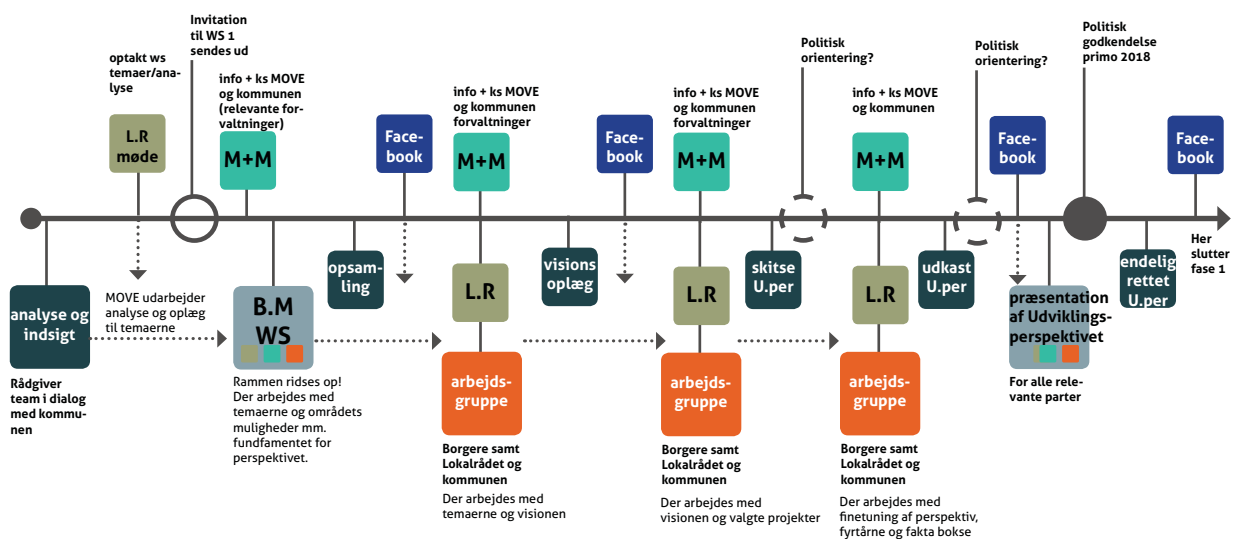 Invitation
til WS 1
sendes ud
optakt ws
temaer/ana-
lyse
info + ks MOVE
og kommunen
(relevante for-
valtninger)
info + ks MOVE
og kommunen
forvaltninger
info + ks MOVE
og kommunen
forvaltninger
Politisk
orientering?
info + ks MOVE
og kommunen
Politisk
orientering?
Politisk
godkendelse
primo 2018
L.R
møde
M+M
Face-
book
M+M
Face-
book
M+M
M+M
Face-
book
Face-
book
Her
slutter
fase 1
analyse og
indsigt
MOVE udarbejder
analyse og oplæg
til temaerne
B.M
WS
opsam-
ling
L.R
visions
oplæg
L.R
skitse
U.per
L.R
udkast
U.per
præsentation
af Udviklings-
perspektivet
endelig
rettet
U.per
Rådgiver
team i dialog
med kommu-
nen
Rammen ridses op!
Der arbejdes med
temaerne og områdets
muligheder mm.
fundfamentet for
perspektivet.
arbejds-
gruppe
arbejds-
gruppe
arbejds-
gruppe
For alle rele-
vante parter
Borgere samt
Lokalrådet og
kommunen
Der arbejdes med
temaerne og visionen
Borgere samt
Lokalrådet og
kommunen
Der arbejdes med
visionen og valgte projekter
Borgere samt
Lokalrådet og
kommunen
Der arbejdes med
finetuning af perspektiv,
fyrtårne og fakta bokse